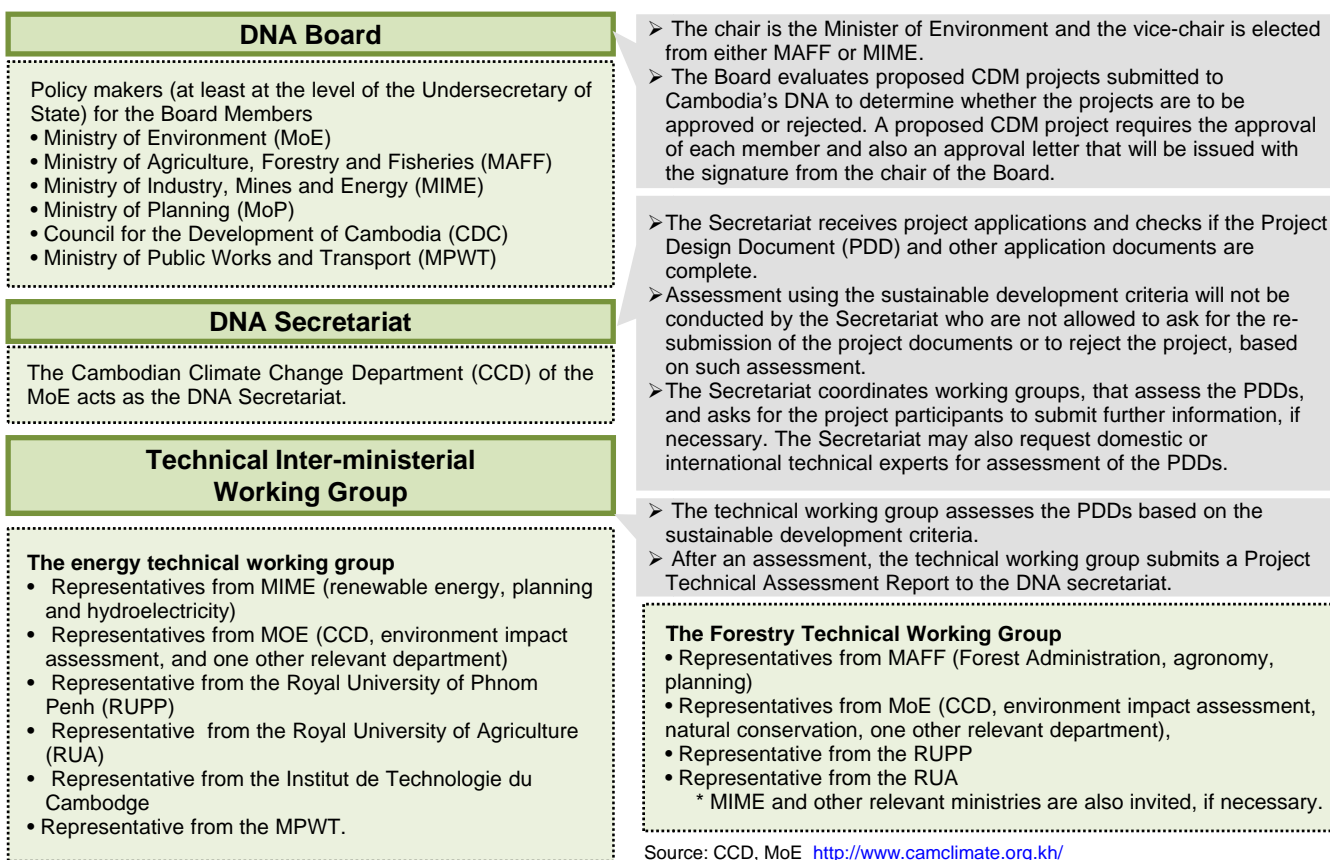 DNA Board
Policy makers (at least at the level of the Undersecretary of
State) for the Board Members
• Ministry of Environment (MoE)
• Ministry of Agriculture, Forestry and Fisheries (MAFF)
• Ministry of Industry, Mines and Energy (MIME)
• Ministry of Planning (MoP)
• Council for the Development of Cambodia (CDC)
• Ministry of Public Works and Transport (MPWT)
➢ The chair is the Minister of Environment and the vice-chair is elected
from either MAFF or MIME.
➢ The Board evaluates proposed CDM projects submitted to
Cambodia's DNA to determine whether the projects are to be
approved or rejected. A proposed CDM project requires the approval
of each member and also an approval letter that will be issued with
the signature from the chair of the Board.
DNA Secretariat
The Cambodian Climate Change Department (CCD) of the
MoE acts as the DNA Secretariat.
➢The Secretariat receives project applications and checks if the Project
Design Document (PDD) and other application documents are
complete.
➢Assessment using the sustainable development criteria will not be
conducted by the Secretariat who are not allowed to ask for the re-
submission of the project documents or to reject the project, based
on such assessment.
➢The Secretariat coordinates working groups, that assess the PDDs,
and asks for the project participants to submit further information, if
necessary. The Secretariat may also request domestic or
international technical experts for assessment of the PDDs.
Technical Inter-ministerial
Working Group
➢ The technical working group assesses the PDDs based on the
sustainable development criteria.
➢ After an assessment, the technical working group submits a Project
Technical Assessment Report to the DNA secretariat.
The energy technical working group
• Representatives from MIME (renewable energy, planning
and hydroelectricity)
• Representatives from MOE (CCD, environment impact
assessment, and one other relevant department)
• Representative from the Royal University of Phnom
Penh (RUPP)
• Representative from the Royal University of Agriculture
(RUA)
• Representative from the Institut de Technologie du
Cambodge
• Representative from the MPWT.
The Forestry Technical Working Group
• Representatives from MAFF (Forest Administration, agronomy,
planning)
• Representatives from MoE (CCD, environment impact assessment,
natural conservation, one other relevant department),
• Representative from the RUPP
• Representative from the RUA
* MIME and other relevant ministries are also invited, if necessary.
Source: CCD, MoE http://www.camclimate.org.kh/